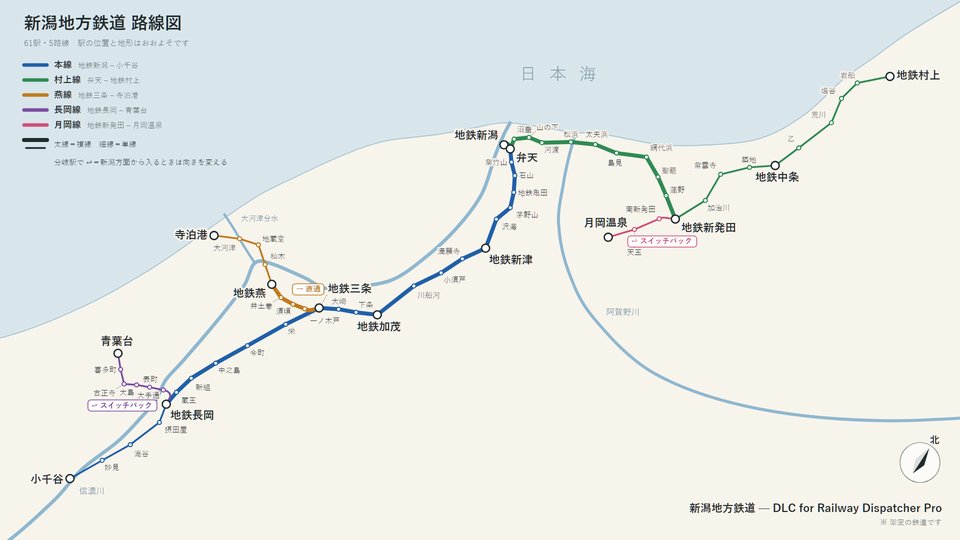 新潟地方鉄道 路線図
61駅・5路線　駅の位置と地形はおおよそです
本線 地鉄新潟 – 小千谷
村上線 弁天 – 地鉄村上
燕線 地鉄三条 – 寺泊港
長岡線 地鉄長岡 – 青葉台
月岡線 地鉄新発田 – 月岡温泉
太線＝複線　細線＝単線
分岐駅で ↩＝新潟方面から入るときは向きを変える
日本海
岩船
地鉄村上
塩谷
荒川
乙
地鉄中条
築地
紫雲寺
加治川
地鉄新潟
沼垂
山の下
河渡
松浜
太夫浜
島見
網代浜
聖籠
蓮野
弁天
紫竹山
石山
地鉄亀田
茅野山
沢海
地鉄新津
南新発田
地鉄新発田
月岡温泉
↩ スイッチバック
天王
満願寺
小須戸
川船河
地鉄加茂
下条
大崎
一ノ木戸
地鉄三条
→ 直通
大河津分水
寺泊港
大河津
地蔵堂
杣木
地鉄燕
井土巻
須頃
栄
今町
中之島
新組
蔵王
青葉台
喜多町
古正寺
大島
表町
大手通
↩ スイッチバック
地鉄長岡
摂田屋
滝谷
妙見
小千谷
信濃川
阿賀野川
北
新潟地方鉄道 — DLC for Railway Dispatcher Pro
※ 架空の鉄道です